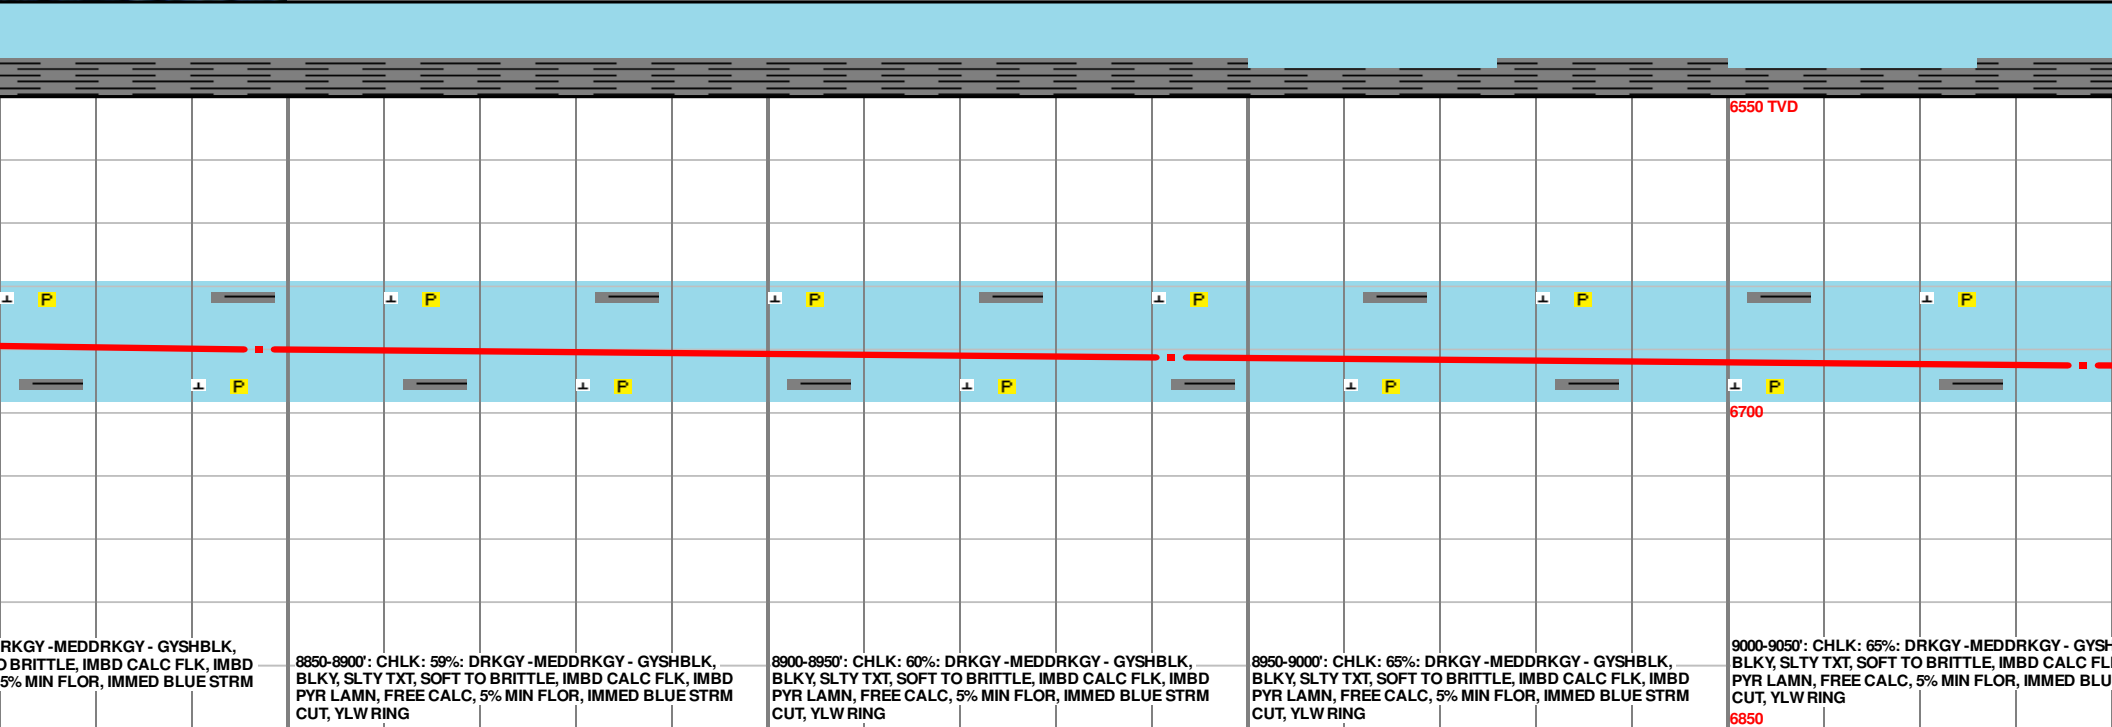 6550 TVD
P P P P P P
P P P P P
6700
RKGY -MEDDRKGY - GYSHBLK,
BRITTLE, IMBD CALC FLK, IMBD
5% MIN FLOR, IMMED BLUE STRM
8850-8900': CHLK: 59%: DRKGY -MEDDRKGY - GYSHBLK,
BLKY, SLTY TXT, SOFT TO BRITTLE, IMBD CALC FLK, IMBD
PYR LAMN, FREE CALC, 5% MIN FLOR, IMMED BLUE STRM
CUT, YLW RING
8900-8950': CHLK: 60%: DRKGY -MEDDRKGY - GYSHBLK,
BLKY, SLTY TXT, SOFT TO BRITTLE, IMBD CALC FLK, IMBD
PYR LAMN, FREE CALC, 5% MIN FLOR, IMMED BLUE STRM
CUT, YLW RING
8950-9000': CHLK: 65%: DRKGY -MEDDRKGY - GYSHBLK,
BLKY, SLTY TXT, SOFT TO BRITTLE, IMBD CALC FLK, IMBD
PYR LAMN, FREE CALC, 5% MIN FLOR, IMMED BLUE STRM
CUT, YLW RING
9000-9050': CHLK: 65%: DRKGY -MEDDRKGY - GYSH
BLKY, SLTY TXT, SOFT TO BRITTLE, IMBD CALC FL
PYR LAMN, FREE CALC, 5% MIN FLOR, IMMED BLU
CUT, YLW RING
6850